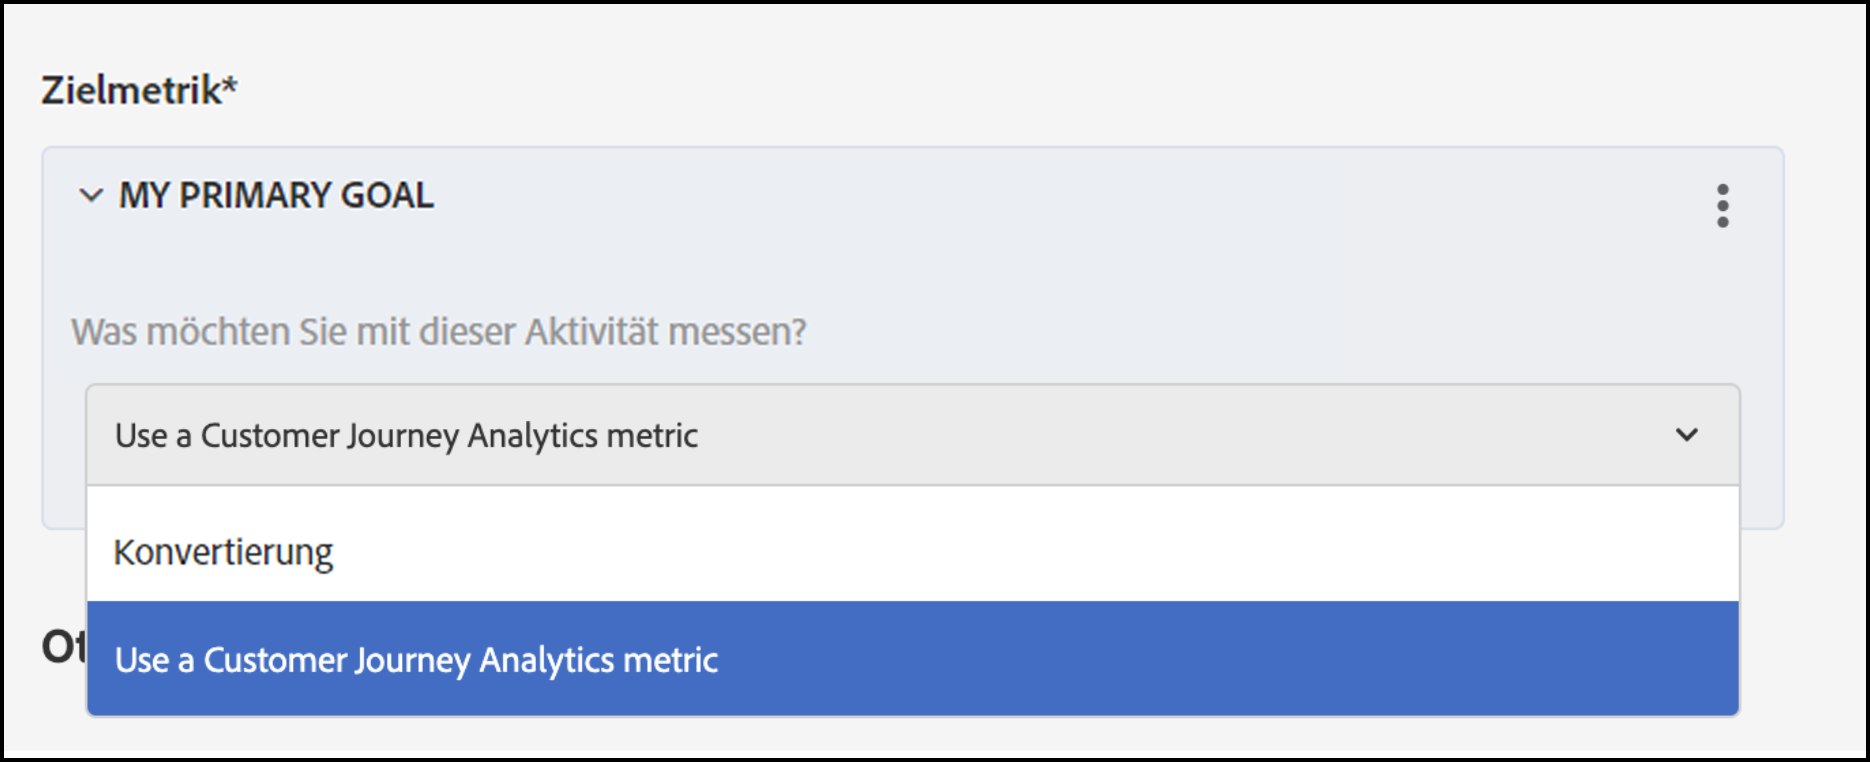 Zielmetrik*
MY PRIMARY GOAL
Was möchten Sie mit dieser Aktivität messen?
Use a Customer Journey Analytics metric
Konvertierung
Use a Customer Journey Analytics metric